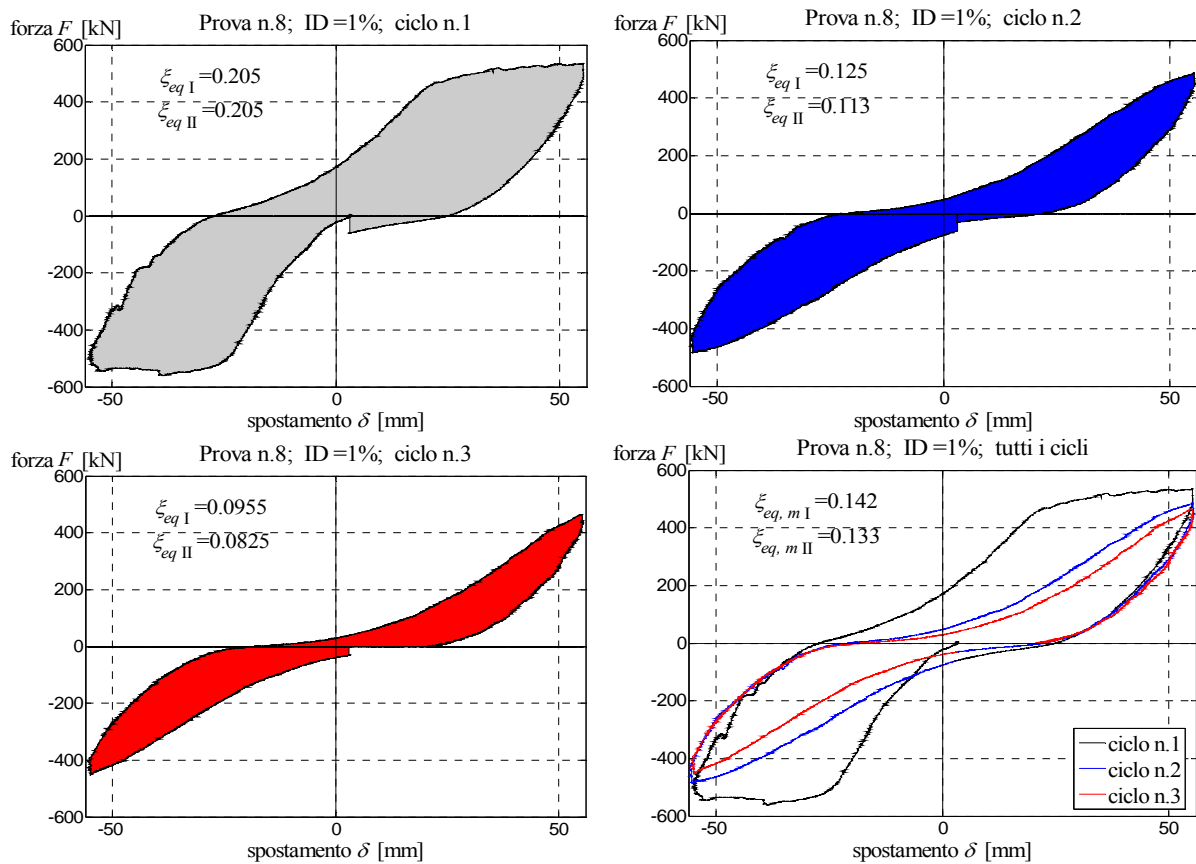 Prova n.8; ID =1%; ciclo n.1
forza F [kN]
600
400
200
0
-200
-400
-600
ξeq I =0.205
ξeq II =0.205
-50
0
50
spostamento δ [mm]
Prova n.8; ID =1%; ciclo n.2
forza F [kN]
600
400
200
0
-200
-400
-600
ξeq I =0.125
ξeq II =0.113
-50
0
50
spostamento δ [mm]
Prova n.8; ID =1%; ciclo n.3
forza F [kN]
600
400
200
0
-200
-400
-600
ξeq I =0.0955
ξeq II =0.0825
-50
0
50
spostamento δ [mm]
Prova n.8; ID =1%; tutti i cicli
forza F [kN]
600
400
200
0
-200
-400
-600
ξeq, m I =0.142
ξeq, m II =0.133
ciclo n.1
ciclo n.2
ciclo n.3
-50
0
50
spostamento δ [mm]